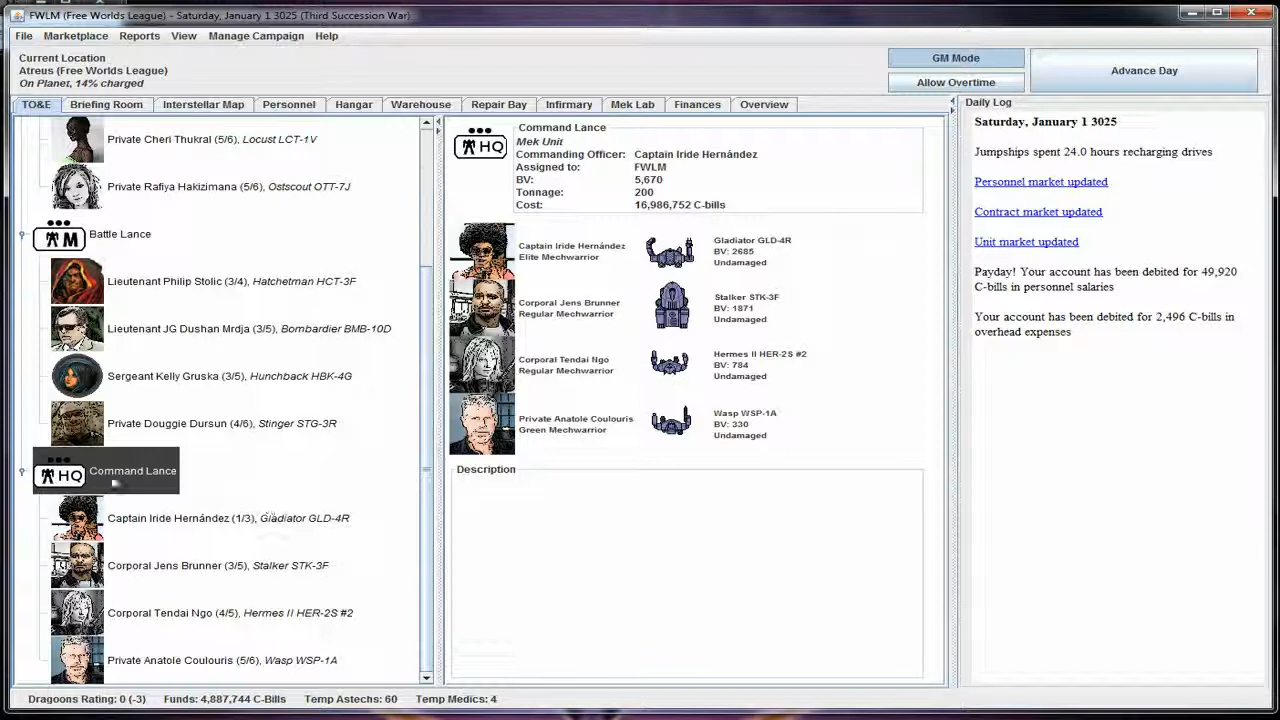 FWLM (Free Worlds League) - Saturday, January 1 3025 (Third Succession War)
File Marketplace Reports View Manage Campaign Help
Current Location
Atreus (Free Worlds League)
On Planet, 14% charged
GM Mode
Allow Overtime
Advance Day
TO&E Briefing Room Interstellar Map Personnel Hangar Warehouse Repair Bay Infirmary Mek Lab Finances Overview
Private Cheri Thukral (5/6), Locust LCT-1V
Private Rafiya Hakizimana (5/6), Ostscout OTT-7J
M Battle Lance
Lieutenant Philip Stolic (3/4), Hatchetman HCT-3F
Lieutenant JG Dushan Mrdja (3/5), Bombardier BMB-10D
Sergeant Kelly Gruska (3/5), Hunchback HBK-4G
Private Douggie Dursun (4/6), Stinger STG-3R
HQ Command Lance
Captain Iride Hernández (1/3), Gladiator GLD-4R
Corporal Jens Brunner (3/5), Stalker STK-3F
Corporal Tendai Ngo (4/5), Hermes II HER-2S #2
Private Anatole Coulouris (5/6), Wasp WSP-1A
HQ
Command Lance
Mek Unit
Commanding Officer: Captain Iride Hernández
Assigned to: FWLM
BV: 5,670
Tonnage: 200
Cost: 16,986,752 C-bills
Captain Iride Hernández
Elite Mechwarrior
Gladiator GLD-4R
BV: 2685
Undamaged
Corporal Jens Brunner
Regular Mechwarrior
Stalker STK-3F
BV: 1871
Undamaged
Corporal Tendai Ngo
Regular Mechwarrior
Hermes II HER-2S #2
BV: 784
Undamaged
Private Anatole Coulouris
Green Mechwarrior
Wasp WSP-1A
BV: 330
Undamaged
Description
Daily Log
Saturday, January 1 3025
Jumpships spent 24.0 hours recharging drives
Personnel market updated
Contract market updated
Unit market updated
Payday! Your account has been debited for 49,920
C-bills in personnel salaries
Your account has been debited for 2,496 C-bills in
overhead expenses
Dragoons Rating: 0 (-3) Funds: 4,887,744 C-Bills Temp Astechs: 60 Temp Medics: 4